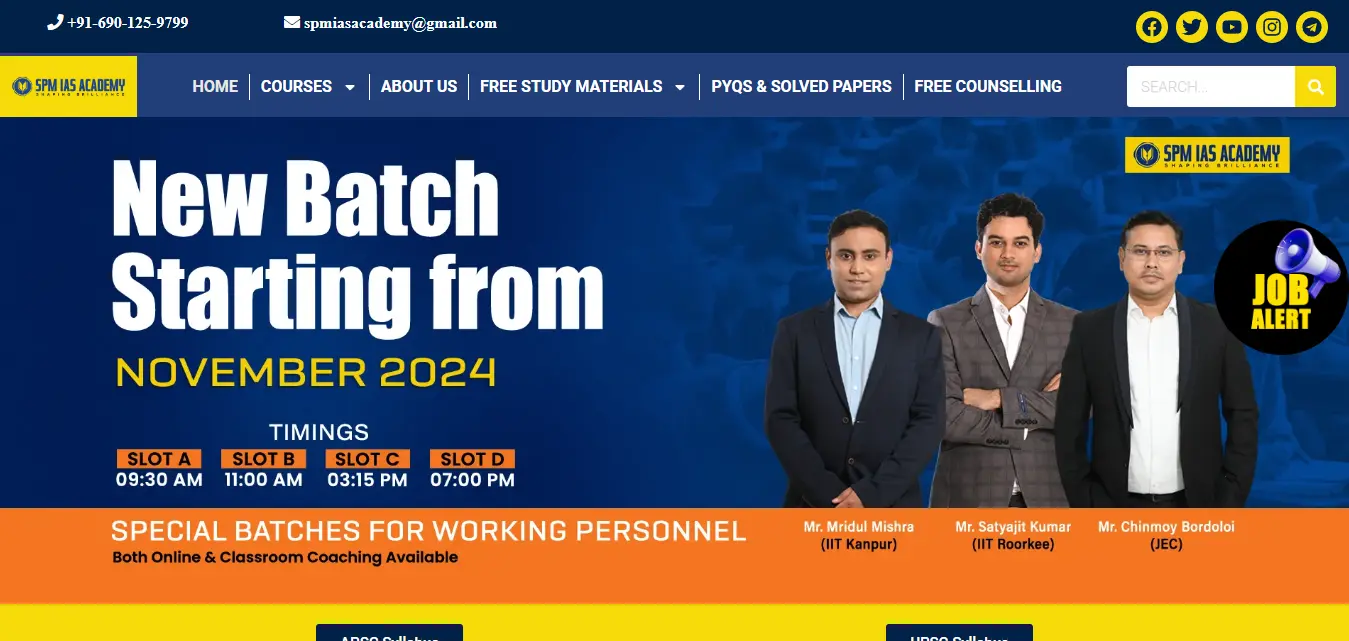 +91-690-125-9799
spmiasacademy@gmail.com
SPM IAS ACADEMY
SHAPING BRILLIANCE
HOME
COURSES
ABOUT US
FREE STUDY MATERIALS
PYQS & SOLVED PAPERS
FREE COUNSELLING
SEARCH...
SPM IAS ACADEMY
SHAPING BRILLIANCE
New Batch
Starting from
NOVEMBER 2024
JOB
ALERT
TIMINGS
SLOT A SLOT B SLOT C SLOT D
09:30 AM 11:00 AM 03:15 PM 07:00 PM
SPECIAL BATCHES FOR WORKING PERSONNEL
Both Online & Classroom Coaching Available
Mr. Mridul Mishra
(IIT Kanpur)
Mr. Satyajit Kumar
(IIT Roorkee)
Mr. Chinmoy Bordoloi
(JEC)